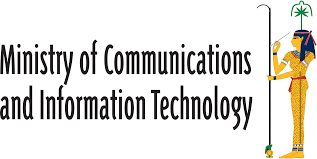 Ministry of Communications
and Information Technology